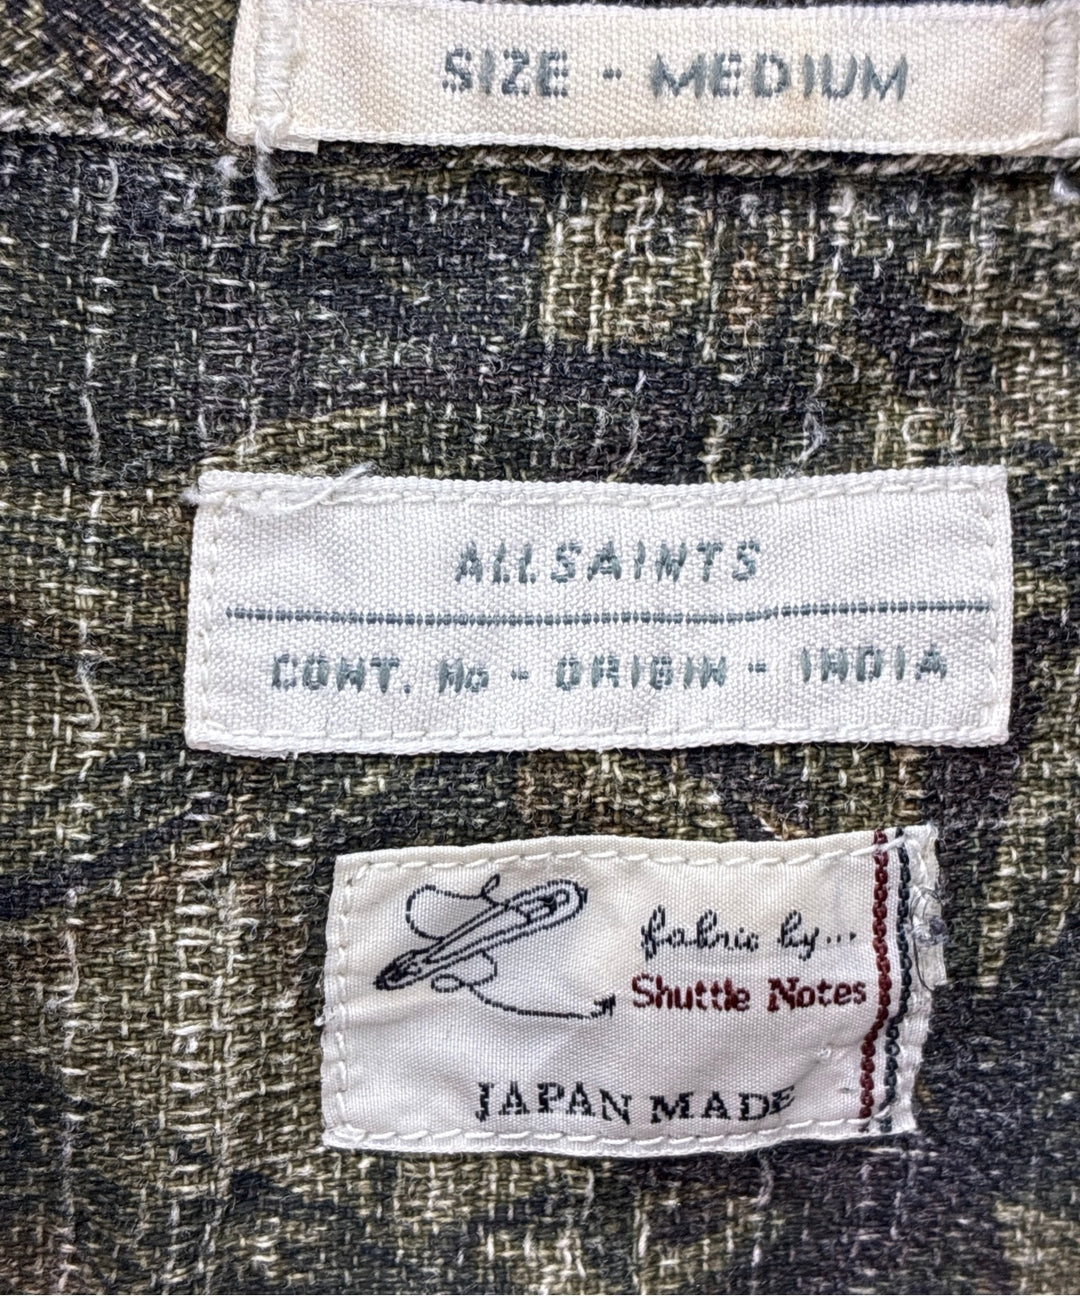 SIZE - MEDIUM
ALLSAINTS
CONT. No - ORIGIN - INDIA
fabric by...
Shuttle Notes
JAPAN MADE